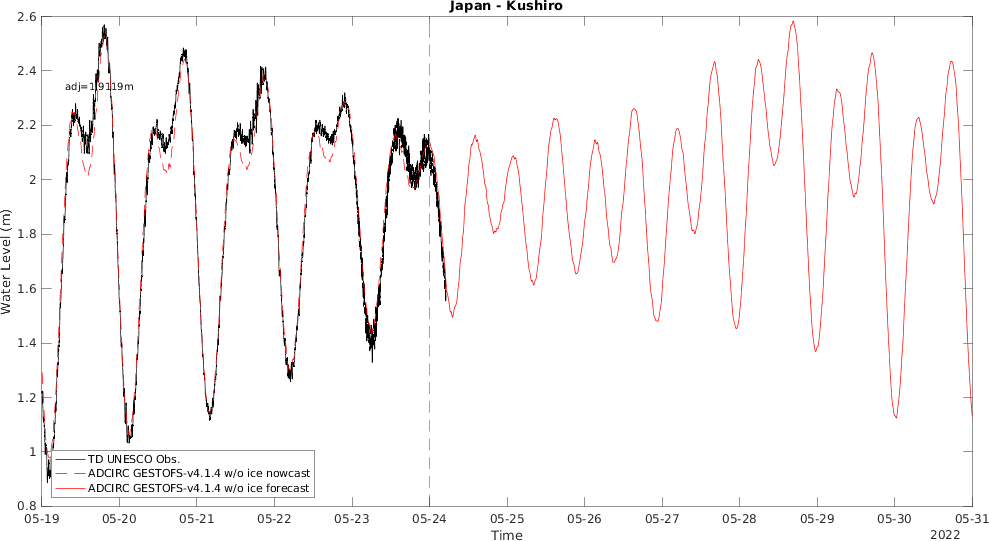 Japan - Kushiro
2.6
2.4
2.2
2
1.8
1.6
1.4
1.2
1
0.8
Water Level (m)
adj=1.9119m
TD UNESCO Obs.
ADCIRC GESTOFS-v4.1.4 w/o ice nowcast
ADCIRC GESTOFS-v4.1.4 w/o ice forecast
05-19 05-20 05-21 05-22 05-23 05-24 05-25 05-26 05-27 05-28 05-29 05-30 05-31
Time
2022